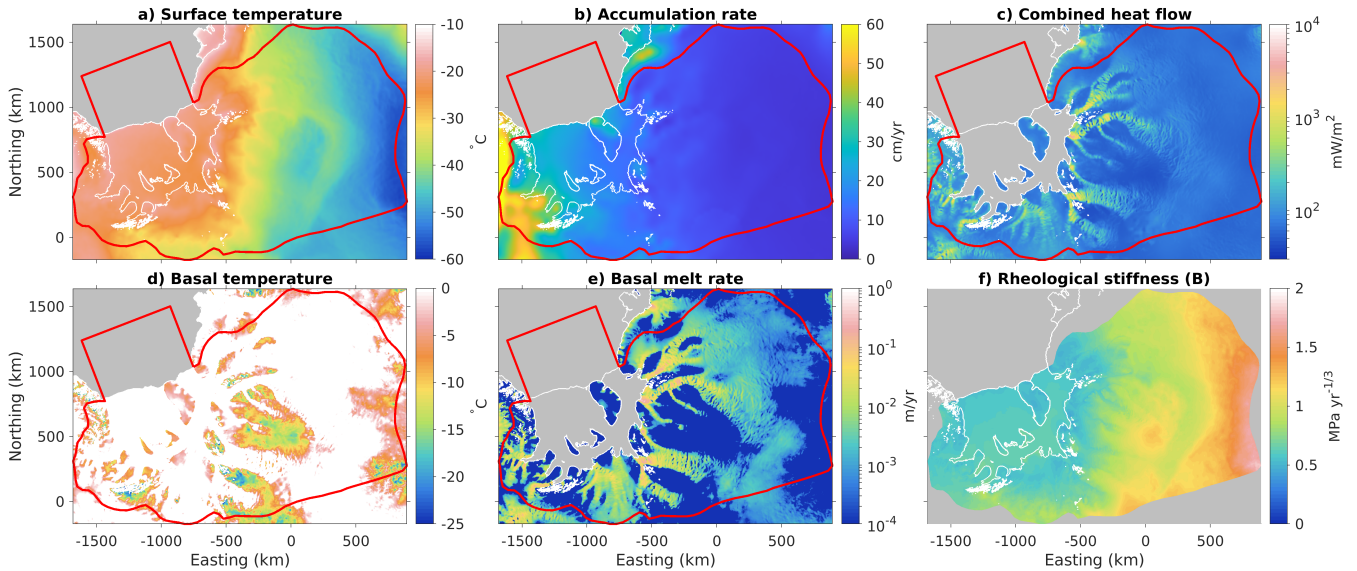 a) Surface temperature
b) Accumulation rate
c) Combined heat flow
Northing (km)
1500
1000
500
0
-10
-20
-30
-40
-50
-60
°C
60
50
40
30
20
10
0
cm/yr
10^4
10^3
10^2
mW/m^2
d) Basal temperature
e) Basal melt rate
f) Rheological stiffness (B)
Northing (km)
1500
1000
500
0
-1500 -1000 -500 0 500
Easting (km)
0
-5
-10
-15
-20
-25
°C
-1500 -1000 -500 0 500
Easting (km)
10^0
10^-1
10^-2
10^-3
10^-4
m/yr
-1500 -1000 -500 0 500
Easting (km)
2
1.5
1
0.5
0
MPa yr^-1/3